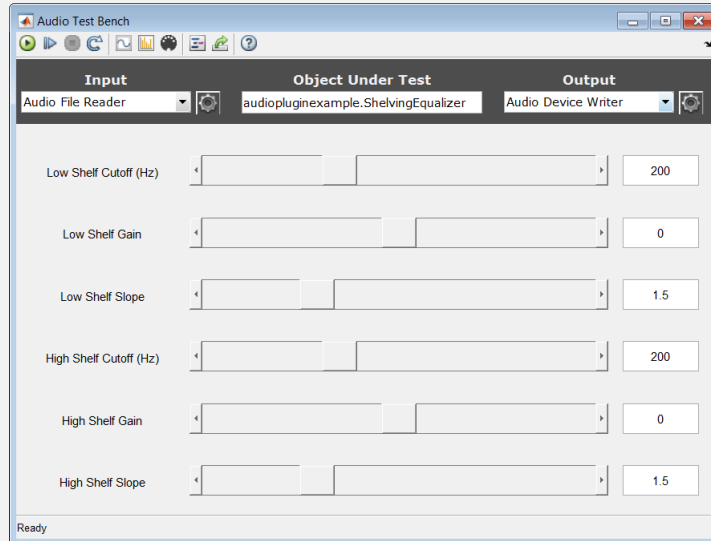 Audio Test Bench
Input Object Under Test Output
Audio File Reader audiopluginexample.ShelvingEqualizer Audio Device Writer
Low Shelf Cutoff (Hz) 200
Low Shelf Gain 0
Low Shelf Slope 1.5
High Shelf Cutoff (Hz) 200
High Shelf Gain 0
High Shelf Slope 1.5
Ready